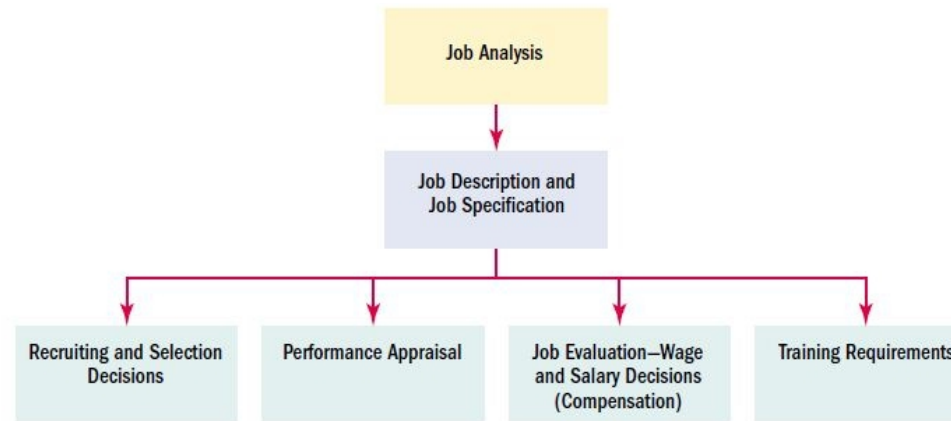 Job Analysis
Job Description and
Job Specification
Recruiting and Selection
Decisions
Performance Appraisal
Job Evaluation—Wage
and Salary Decisions
(Compensation)
Training Requirements